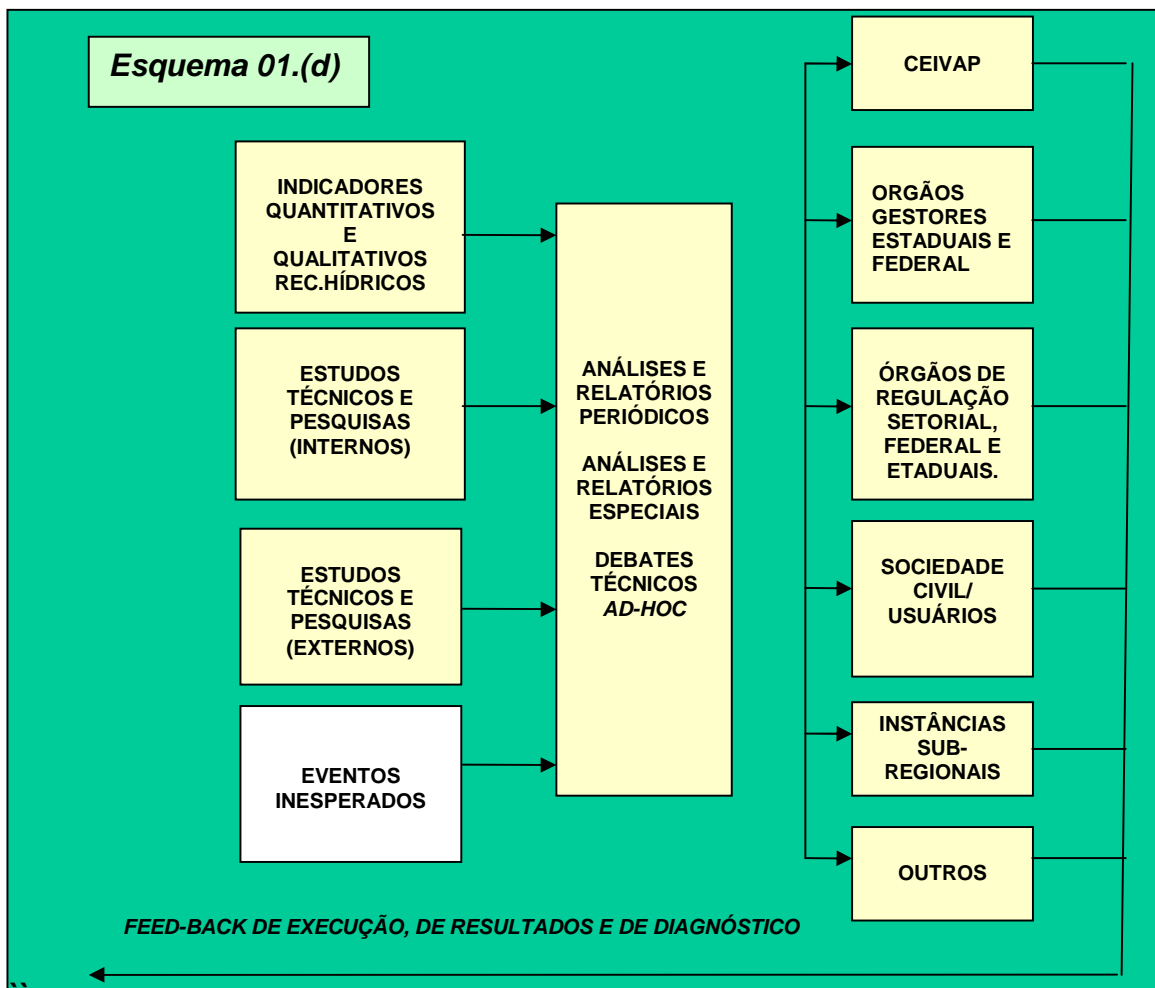 Esquema 01.(d)
INDICADORES
QUANTITATIVOS
E
QUALITATIVOS
REC.HÍDRICOS
ESTUDOS
TÉCNICOS E
PESQUISAS
(INTERNOS)
ESTUDOS
TÉCNICOS E
PESQUISAS
(EXTERNOS)
EVENTOS
INESPERADOS
ANÁLISES E
RELATÓRIOS
PERIÓDICOS
ANÁLISES E
RELATÓRIOS
ESPECIAIS
DEBATES
TÉCNICOS
AD-HOC
CEIVAP
ORGÃOS
GESTORES
ESTADUAIS E
FEDERAL
ÓRGÃOS DE
REGULAÇÃO
SETORIAL,
FEDERAL E
ETADUAIS.
SOCIEDADE
CIVIL/
USUÁRIOS
INSTÂNCIAS
SUB-
REGIONAIS
OUTROS
FEED-BACK DE EXECUÇÃO, DE RESULTADOS E DE DIAGNÓSTICO